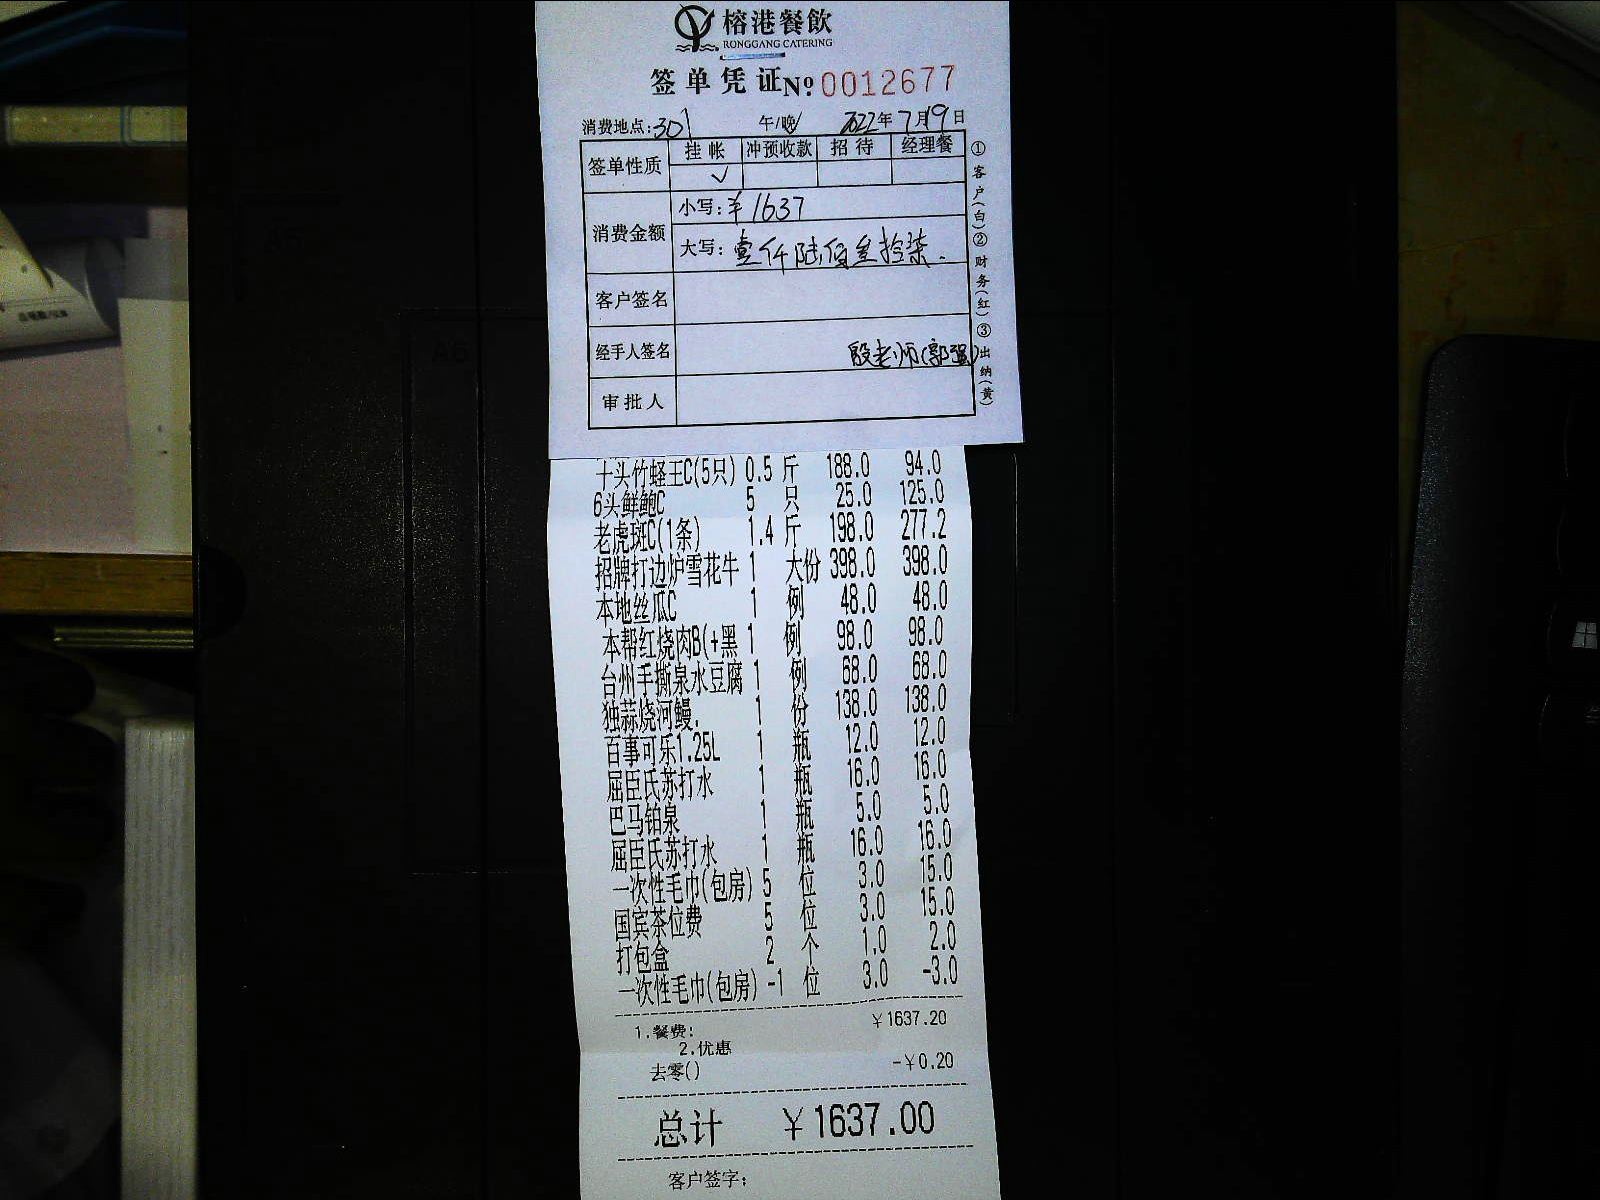 榕港餐飲
RONGGANG CATERING
签单凭证 № 0012677
消费地点: 301 午/晚 2022年7月19日
签单性质 挂帐 冲预收款 招待 经理餐
✓
消费金额 小写: ¥1637
大写: 壹仟陆佰叁拾柒.
客户签名
经手人签名 殷老师(郭强)
审批人
①客户(白)②财务(红)③出纳(黄)
十头竹蛏王C(5只) 0.5 斤 188.0 94.0
6头鲜鲍C 5 只 25.0 125.0
老虎斑C(1条) 1.4 斤 198.0 277.2
招牌打边炉雪花牛 1 大份 398.0 398.0
本地丝瓜C 1 例 48.0 48.0
本帮红烧肉B(+黑 1 例 98.0 98.0
台州手撕泉水豆腐 1 例 68.0 68.0
独蒜烧河鳗. 1 份 138.0 138.0
百事可乐1.25L 1 瓶 12.0 12.0
屈臣氏苏打水 1 瓶 16.0 16.0
巴马铂泉 1 瓶 5.0 5.0
屈臣氏苏打水 1 瓶 16.0 16.0
一次性毛巾(包房) 5 位 3.0 15.0
国宾茶位费 5 位 3.0 15.0
打包盒 2 个 1.0 2.0
一次性毛巾(包房) -1 位 3.0 -3.0
1.餐费: ¥1637.20
2.优惠
去零() -¥0.20
总计 ¥1637.00
客户签字:
A6